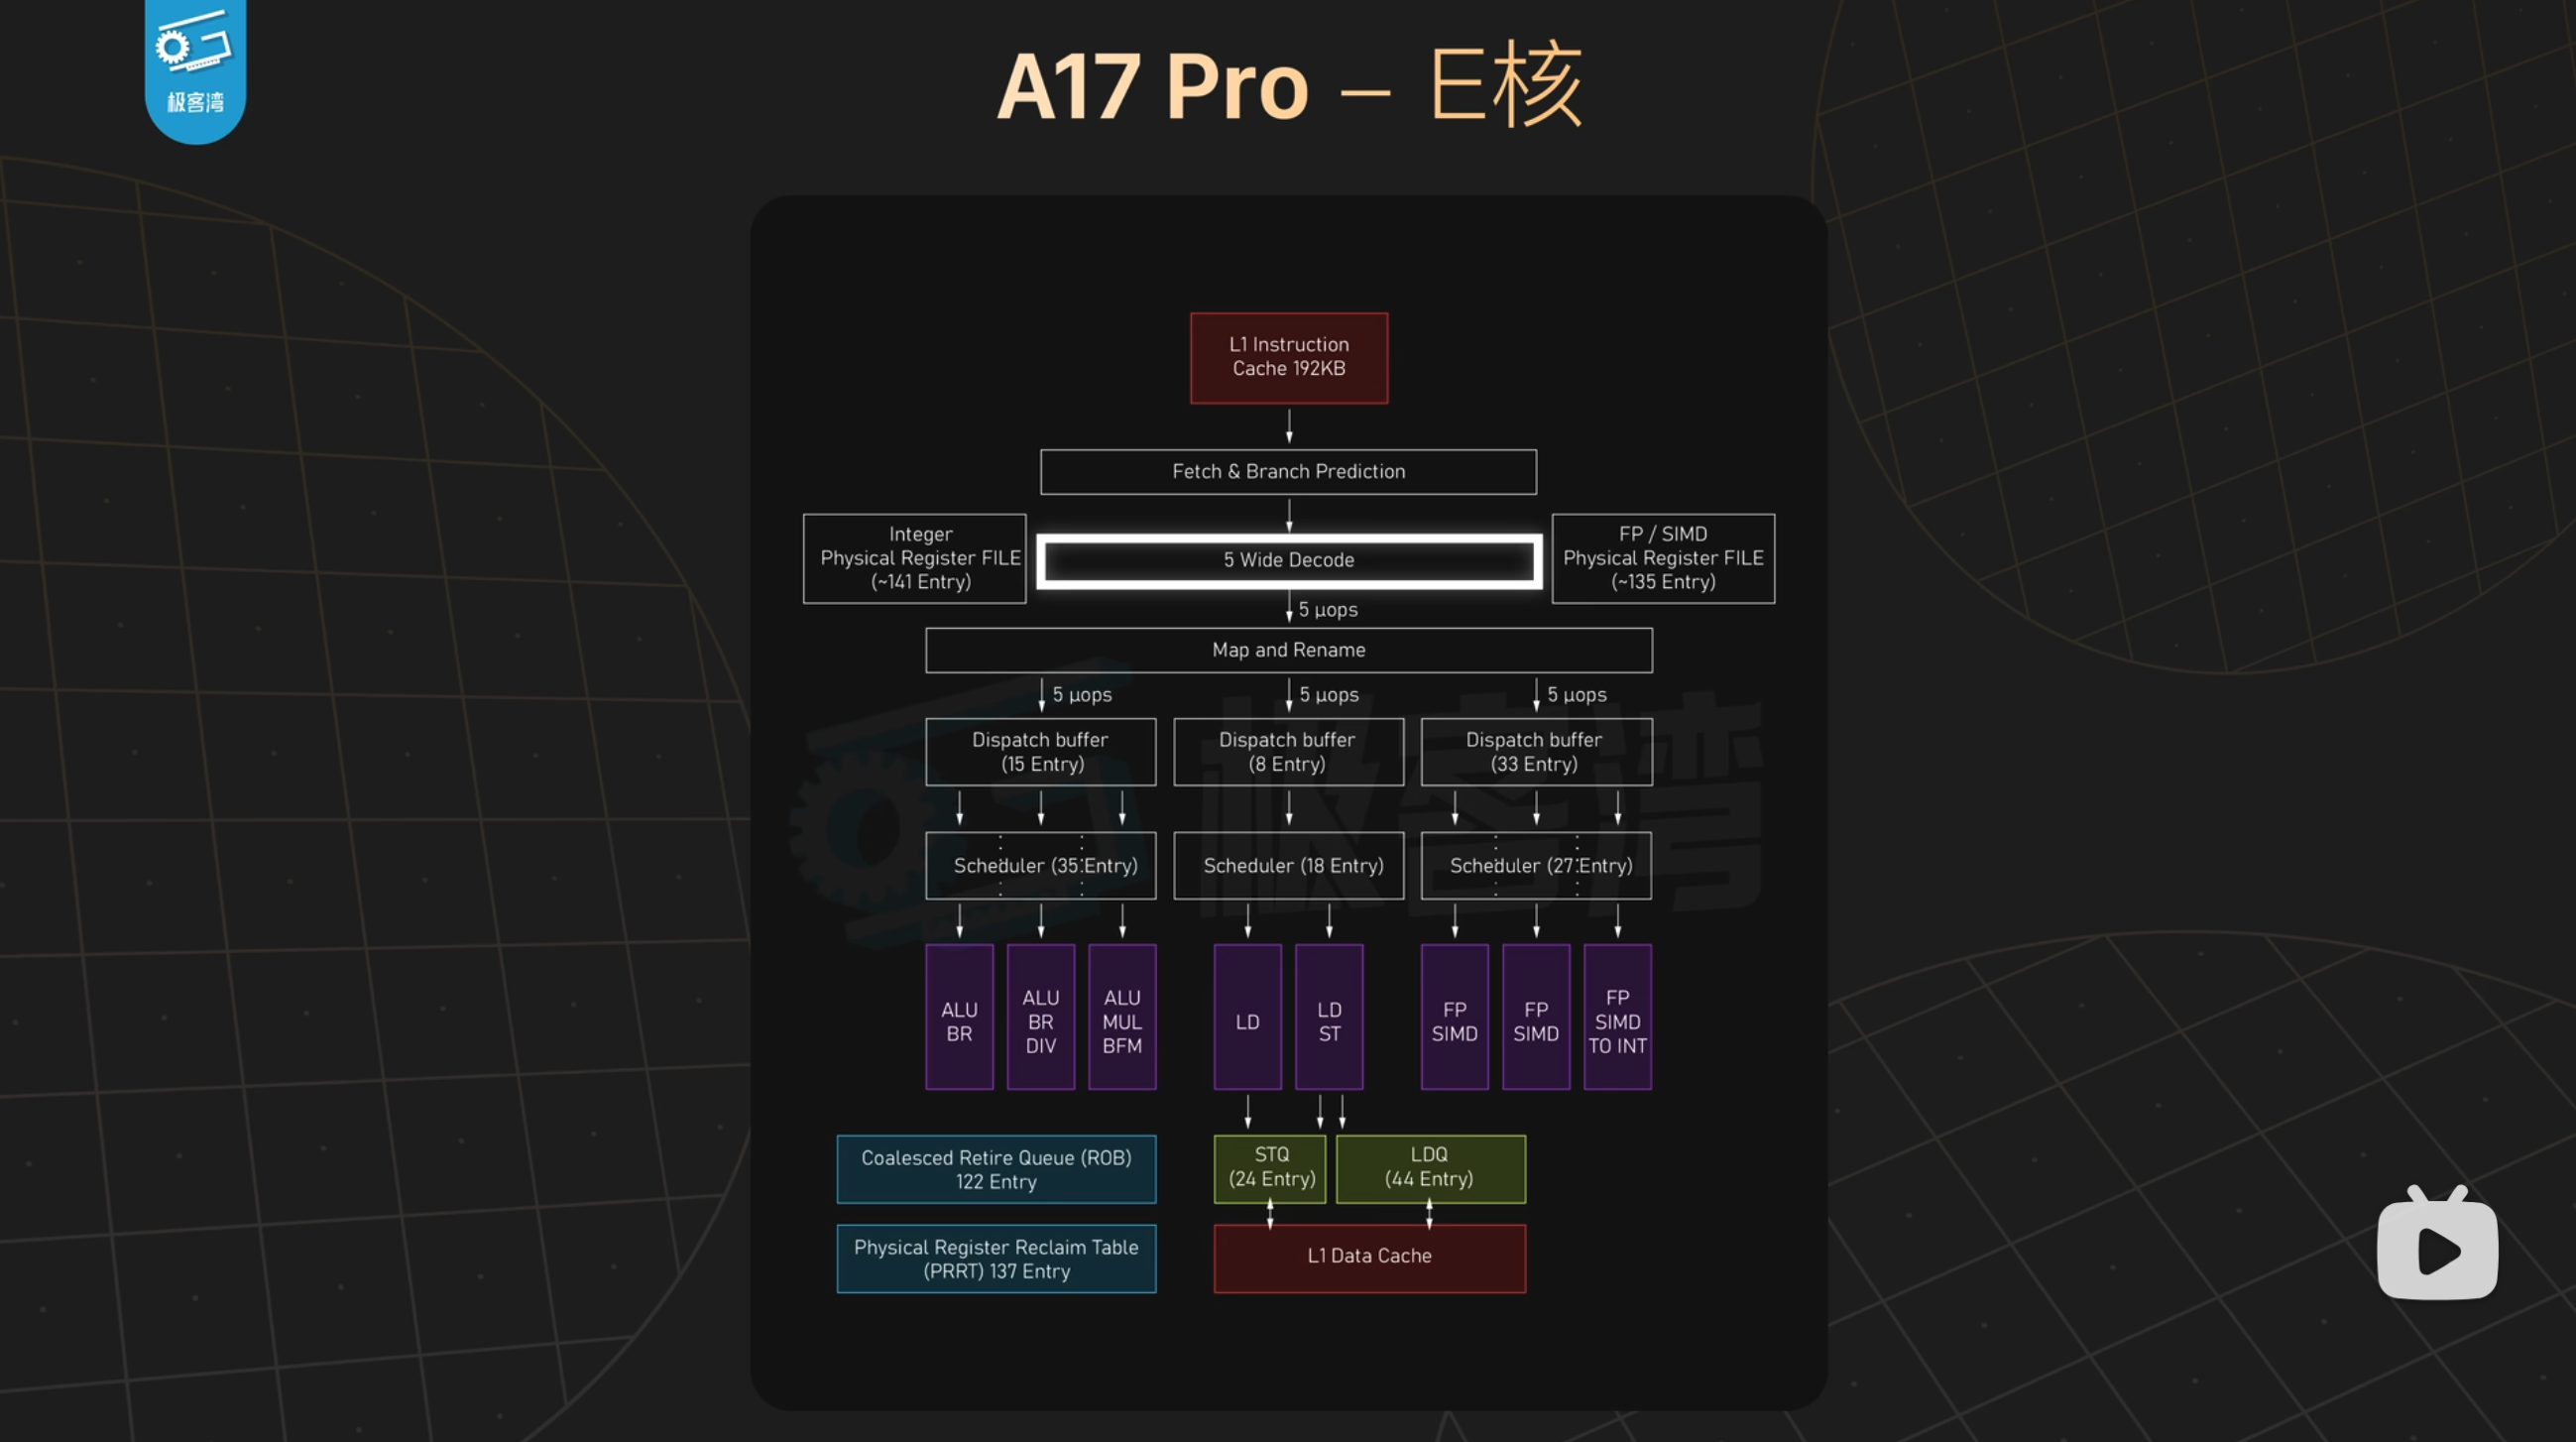 极客湾
A17 Pro – E核
L1 Instruction
Cache 192KB
Fetch & Branch Prediction
Integer
Physical Register FILE
(~141 Entry)
5 Wide Decode
FP / SIMD
Physical Register FILE
(~135 Entry)
5 μops
Map and Rename
5 μops
5 μops
5 μops
Dispatch buffer
(15 Entry)
Dispatch buffer
(8 Entry)
Dispatch buffer
(33 Entry)
Scheduler (35 Entry)
Scheduler (18 Entry)
Scheduler (27 Entry)
ALU
BR
ALU
BR
DIV
ALU
MUL
BFM
LD
LD
ST
FP
SIMD
FP
SIMD
FP
SIMD
TO INT
Coalesced Retire Queue (ROB)
122 Entry
STQ
(24 Entry)
LDQ
(44 Entry)
Physical Register Reclaim Table
(PRRT) 137 Entry
L1 Data Cache
极客湾